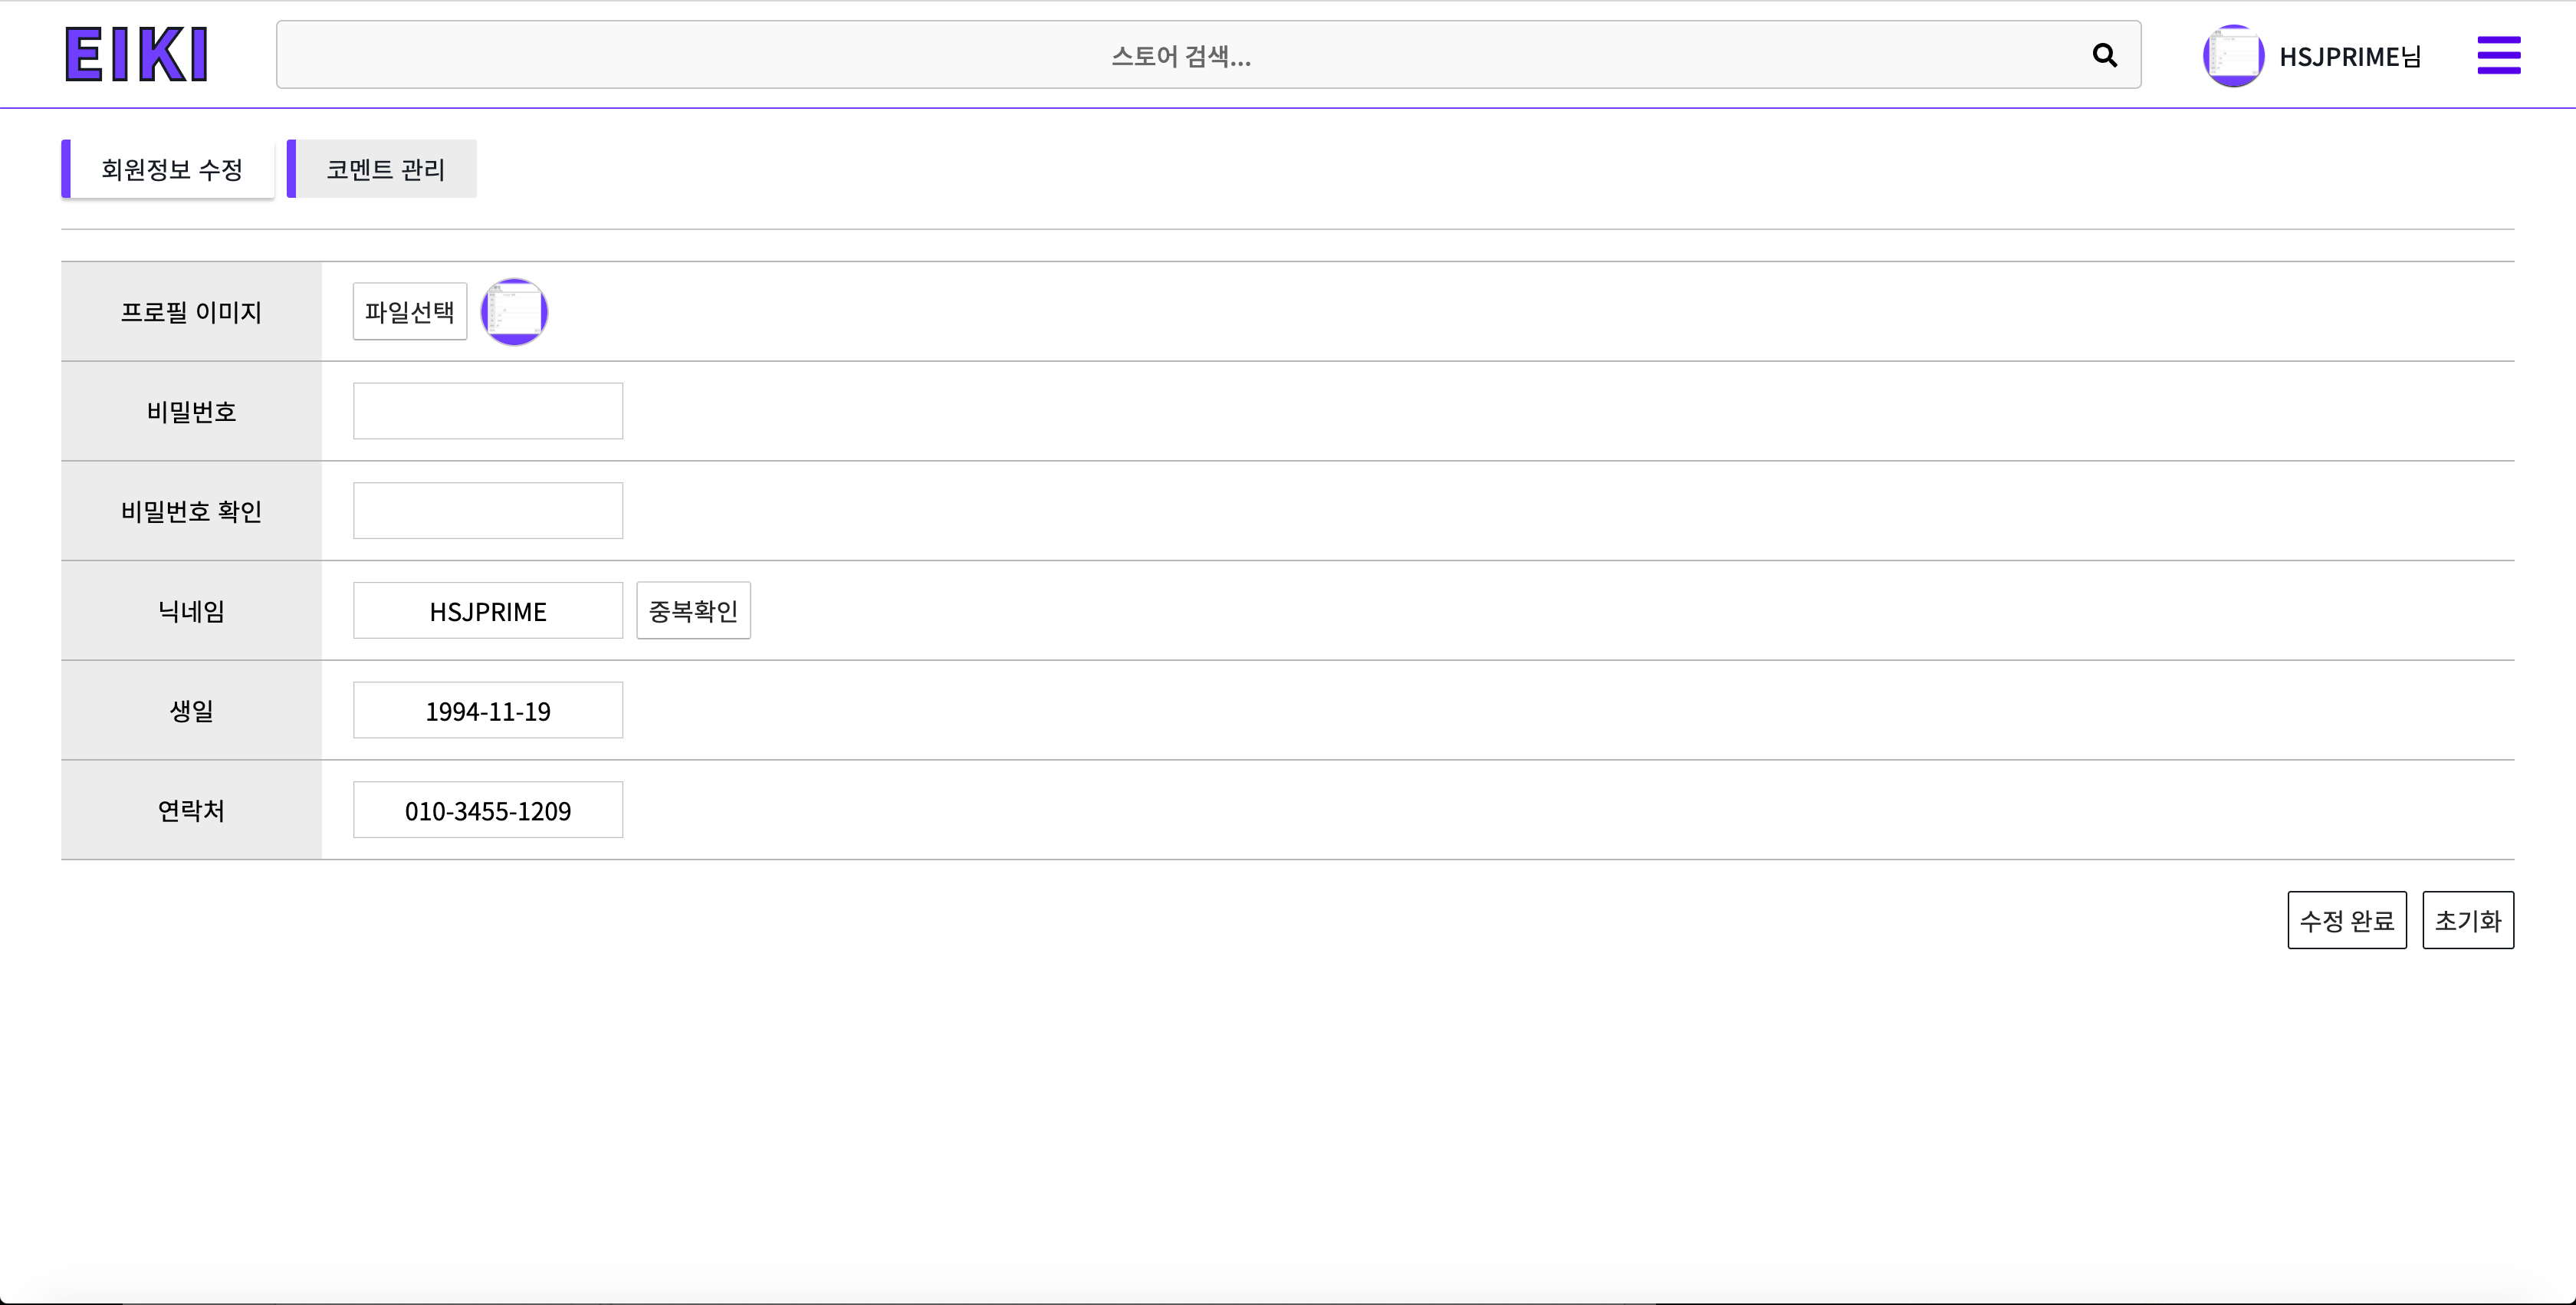 EIKI
스토어 검색...
HSJPRIME님
회원정보 수정
코멘트 관리
프로필 이미지
파일선택
비밀번호
비밀번호 확인
닉네임
HSJPRIME
중복확인
생일
1994-11-19
연락처
010-3455-1209
수정 완료
초기화